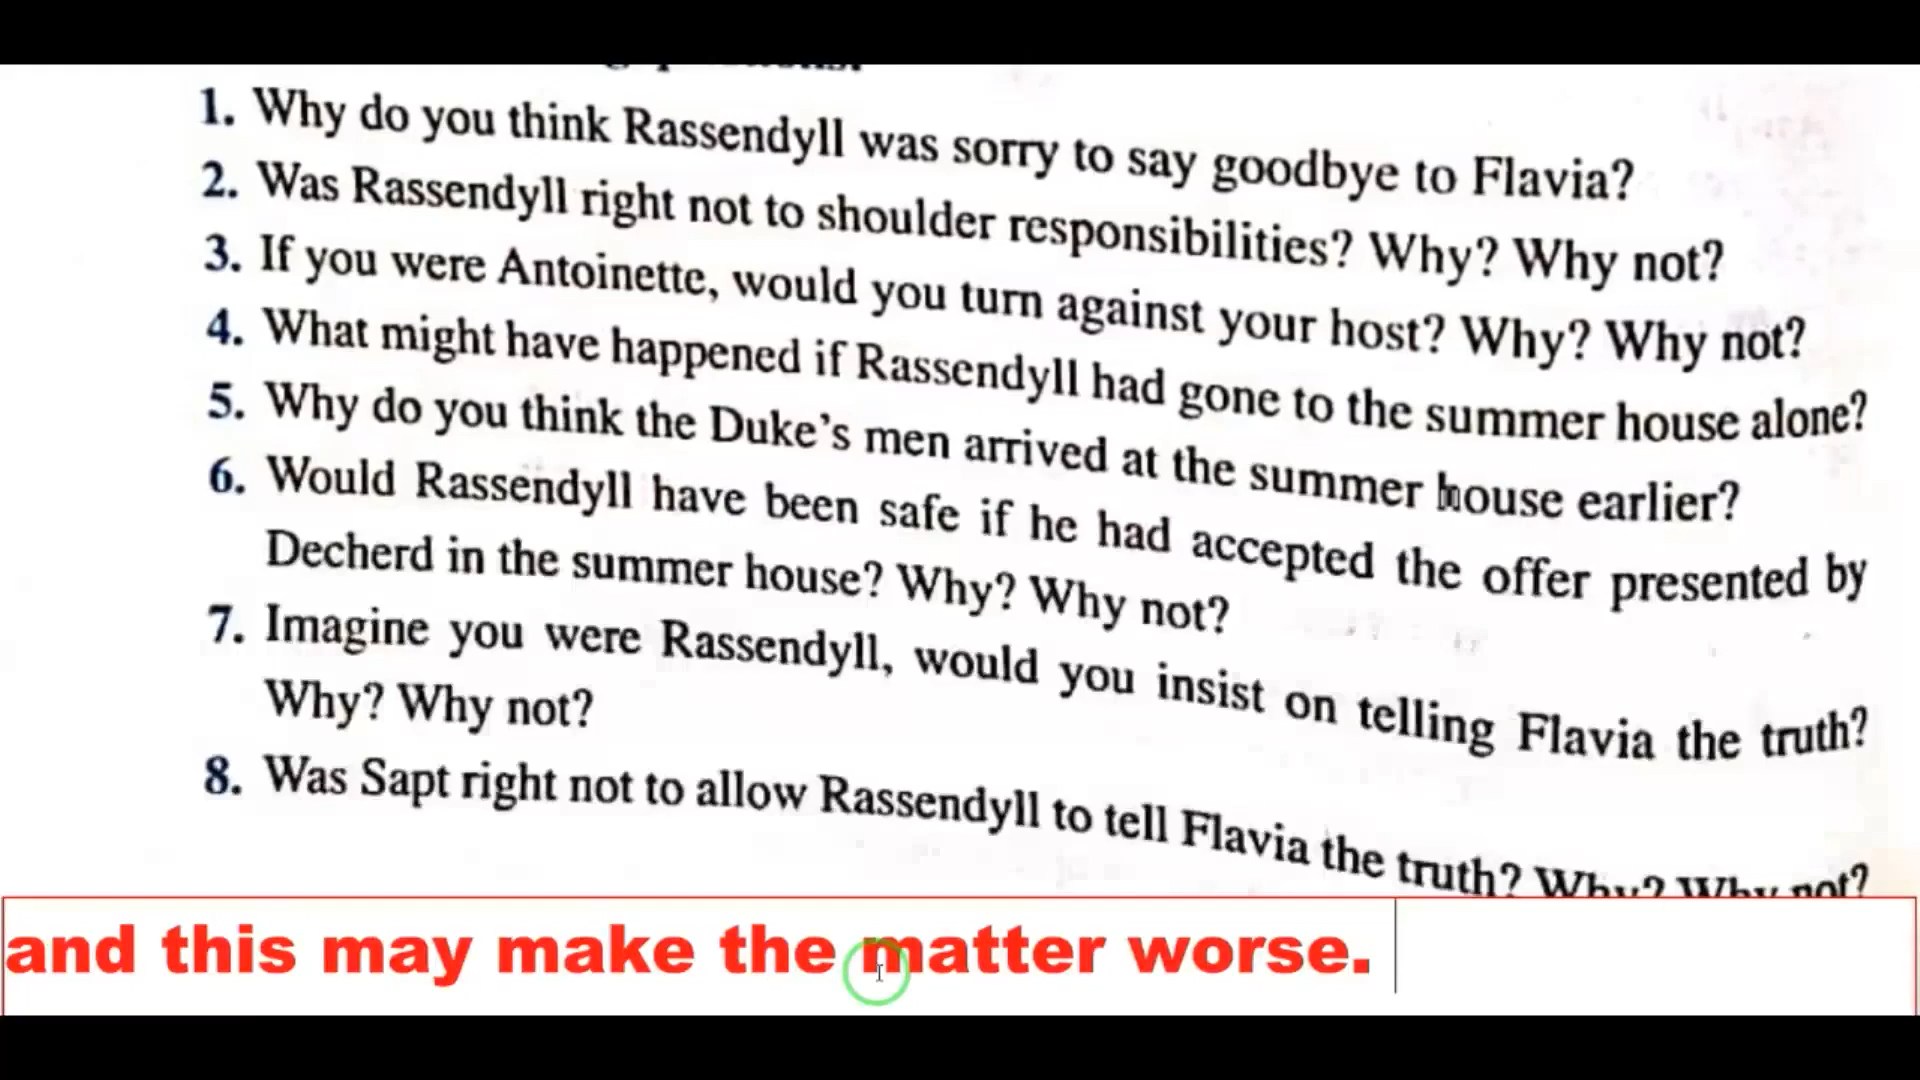 1. Why do you think Rassendyll was sorry to say goodbye to Flavia?
2. Was Rassendyll right not to shoulder responsibilities? Why? Why not?
3. If you were Antoinette, would you turn against your host? Why? Why not?
4. What might have happened if Rassendyll had gone to the summer house alone?
5. Why do you think the Duke's men arrived at the summer house earlier?
6. Would Rassendyll have been safe if he had accepted the offer presented by
Decherd in the summer house? Why? Why not?
7. Imagine you were Rassendyll, would you insist on telling Flavia the truth?
Why? Why not?
8. Was Sapt right not to allow Rassendyll to tell Flavia the truth? Why? Why not?
and this may make the matter worse.